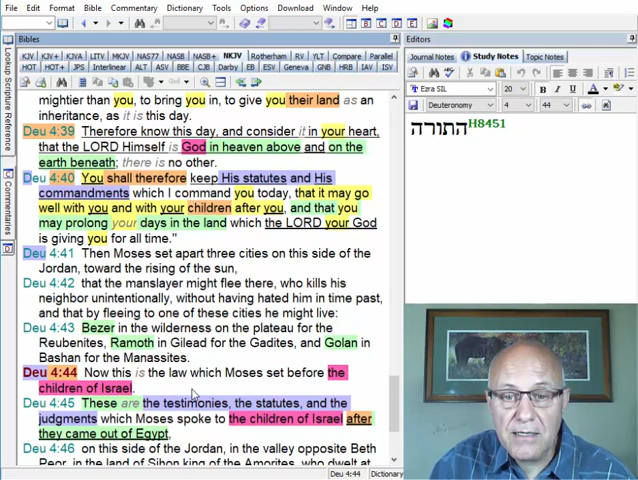 File Edit View Bible Commentary Dictionary Tools Options Download Window Help
B C D E
Bibles
KJV KJV+ KJVA LITV MKJV NAS77 NASB NASB+ NKJV Rotherham RV YLT Compare Parallel
HOT HOT+ JPS Interlinear ALT ASV BBE CJB Darby EBR ESV Geneva GNB HRB IAV ISV
mightier than you, to bring you in, to give you their land as an
inheritance, as it is this day.
Deu 4:39 Therefore know this day, and consider it in your heart,
that the LORD Himself is God in heaven above and on the
earth beneath; there is no other.
Deu 4:40 You shall therefore keep His statutes and His
commandments which I command you today, that it may go
well with you and with your children after you, and that you
may prolong your days in the land which the LORD your God
is giving you for all time."
Deu 4:41 Then Moses set apart three cities on this side of the
Jordan, toward the rising of the sun,
Deu 4:42 that the manslayer might flee there, who kills his
neighbor unintentionally, without having hated him in time past,
and that by fleeing to one of these cities he might live:
Deu 4:43 Bezer in the wilderness on the plateau for the
Reubenites, Ramoth in Gilead for the Gadites, and Golan in
Bashan for the Manassites.
Deu 4:44 Now this is the law which Moses set before the
children of Israel.
Deu 4:45 These are the testimonies, the statutes, and the
judgments which Moses spoke to the children of Israel after
they came out of Egypt,
Deu 4:46 on this side of the Jordan, in the valley opposite Beth
Peor, in the land of Sihon king of the Amorites, who dwelt at
Lookup Scripture Reference
Commentaries
Editors
Journal Notes Study Notes Topic Notes
Ezra SIL 20 B I U A
Deuteronomy 4 44
התורה H8451
Deu 4:44 Dictionary